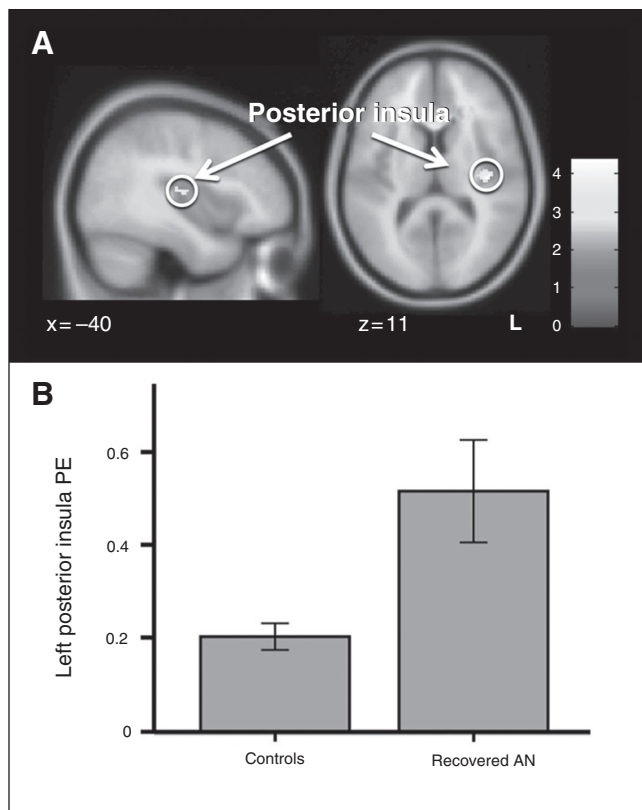 A
Posterior insula
4
3
2
1
0
x= –40
z=11
L
B
Left posterior insula PE
0.6
0.4
0.2
0
Controls
Recovered AN